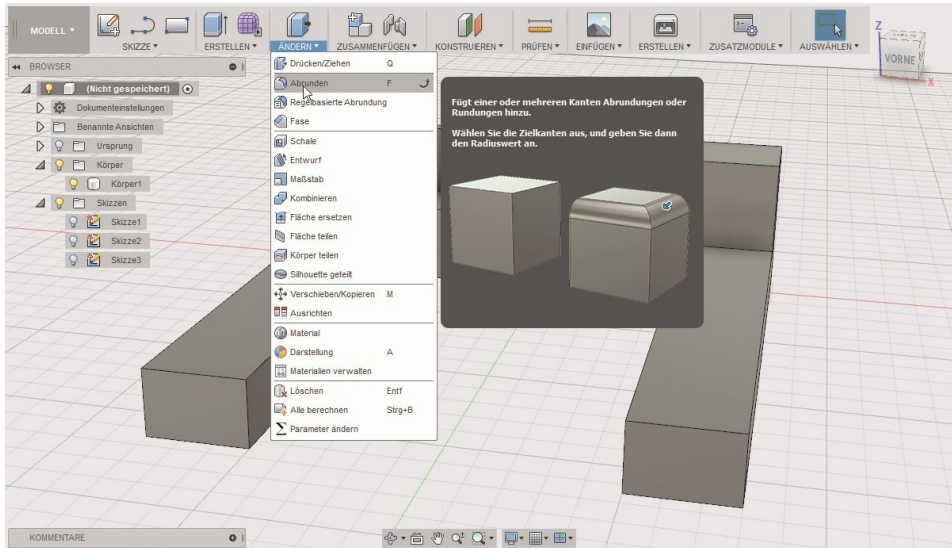 MODELL
SKIZZE
ERSTELLEN
ÄNDERN
ZUSAMMENFÜGEN
KONSTRUIEREN
PRÜFEN
EINFÜGEN
ERSTELLEN
ZUSATZMODULE
AUSWÄHLEN
Z
VORNE
BROWSER
(Nicht gespeichert)
Dokumenteinstellungen
Benannte Ansichten
Ursprung
Körper
Körper1
Skizzen
Skizze1
Skizze2
Skizze3
Drücken/Ziehen Q
Abrunden F
Regelbasierte Abrundung
Fase
Schale
Entwurf
Maßstab
Kombinieren
Fläche ersetzen
Fläche teilen
Körper teilen
Silhouette geteilt
Verschieben/Kopieren M
Ausrichten
Material
Darstellung A
Materialien verwalten
Löschen Entf
Alle berechnen Strg+B
Parameter ändern
Fügt einer oder mehreren Kanten Abrundungen oder
Rundungen hinzu.
Wählen Sie die Zielkanten aus, und geben Sie dann
den Radiuswert an.
KOMMENTARE